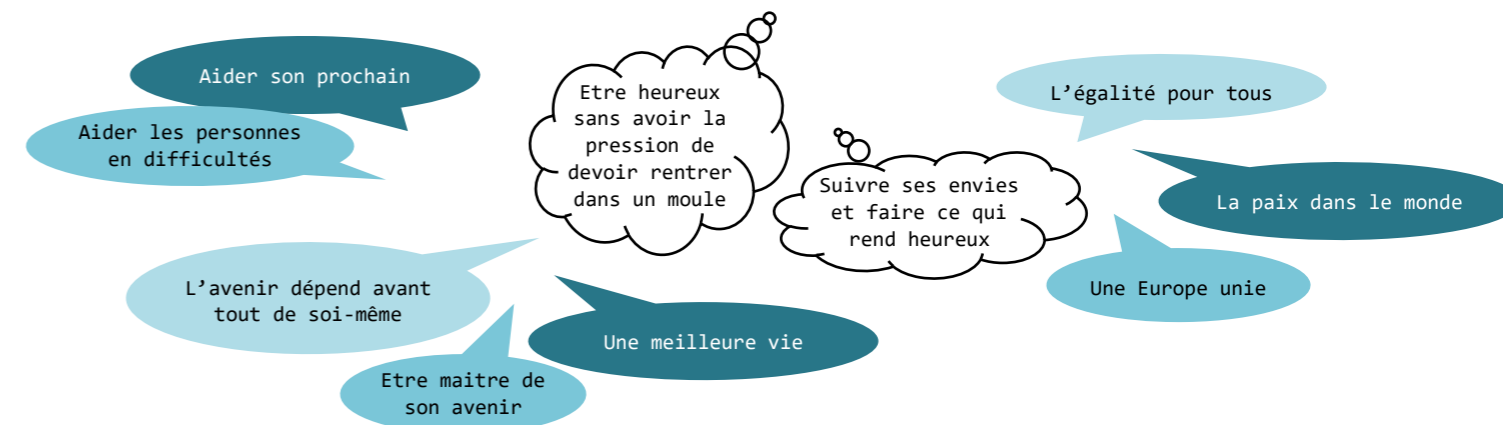 Aider son prochain
Aider les personnes
en difficultés
Etre heureux
sans avoir la
pression de
devoir rentrer
dans un moule
L’égalité pour tous
Suivre ses envies
et faire ce qui
rend heureux
La paix dans le monde
Une Europe unie
L’avenir dépend avant
tout de soi-même
Une meilleure vie
Etre maitre de
son avenir